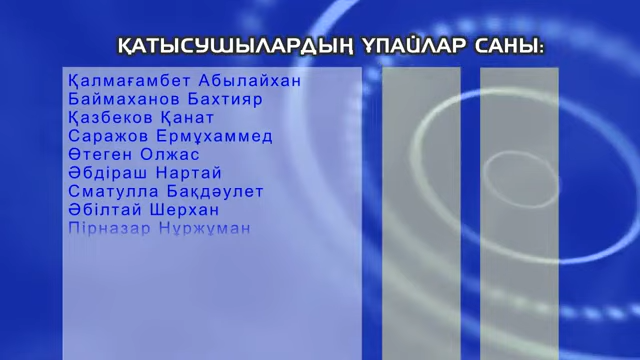 ҚАТЫСУШЫЛАРДЫҢ ҰПАЙЛАР САНЫ:
Қалмағамбет Абылайхан
Баймаханов Бахтияр
Қазбеков Қанат
Саражов Ермұхаммед
Өтеген Олжас
Әбдіраш Нартай
Сматулла Бақдәулет
Әбілтай Шерхан
Пірназар Нұржұман